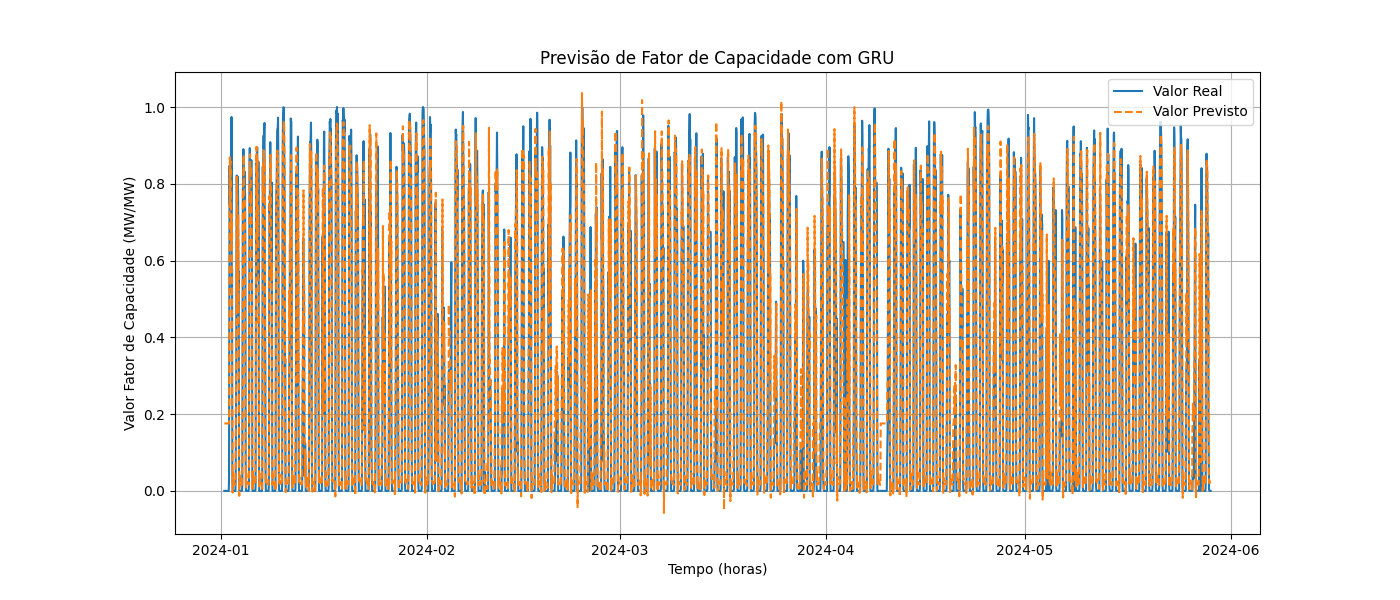 Previsão de Fator de Capacidade com GRU
Valor Real
Valor Previsto
Valor Fator de Capacidade (MW/MW)
1.0
0.8
0.6
0.4
0.2
0.0
2024-01 2024-02 2024-03 2024-04 2024-05 2024-06
Tempo (horas)